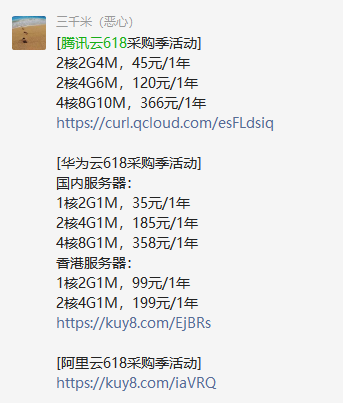 三千米（恶心）
[腾讯云618采购季活动]
2核2G4M，45元/1年
2核4G6M，120元/1年
4核8G10M，366元/1年
https://curl.qcloud.com/esFLdsiq
[华为云618采购季活动]
国内服务器：
1核2G1M，35元/1年
2核4G1M，185元/1年
4核8G1M，358元/1年
香港服务器：
1核2G1M，99元/1年
2核4G1M，199元/1年
https://kuy8.com/EjBRs
[阿里云618采购季活动]
https://kuy8.com/iaVRQ